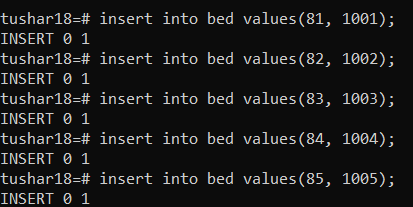 tushar18=# insert into bed values(81, 1001);
INSERT 0 1
tushar18=# insert into bed values(82, 1002);
INSERT 0 1
tushar18=# insert into bed values(83, 1003);
INSERT 0 1
tushar18=# insert into bed values(84, 1004);
INSERT 0 1
tushar18=# insert into bed values(85, 1005);
INSERT 0 1